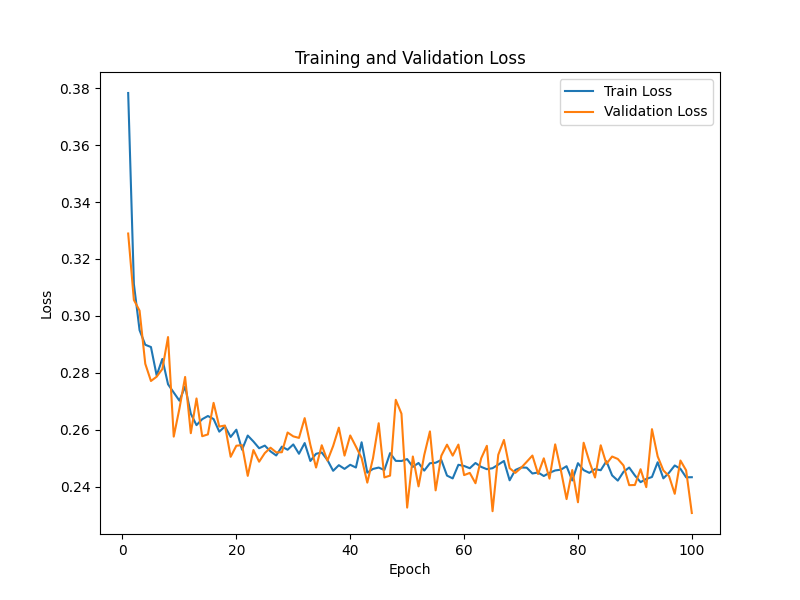 Training and Validation Loss
Train Loss
Validation Loss
0.38
0.36
0.34
0.32
0.30
0.28
0.26
0.24
Loss
0 20 40 60 80 100
Epoch